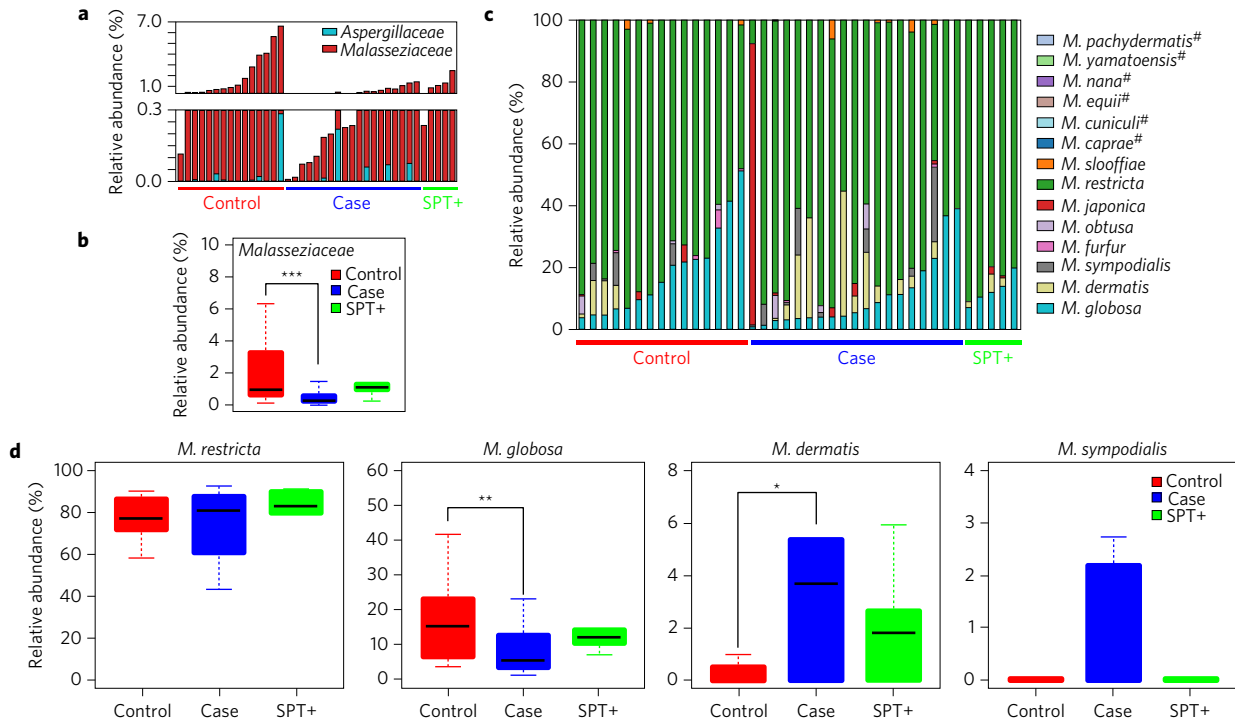 a
7.0
1.0
0.3
0.0
Relative abundance (%)
Aspergillaceae
Malasseziaceae
Control Case SPT+
b
Malasseziaceae
10
8
6
4
2
0
Relative abundance (%)
***
Control
Case
SPT+
c
100
80
60
40
20
0
Relative abundance (%)
Control Case SPT+
M. pachydermatis#
M. yamatoensis#
M. nana#
M. equii#
M. cuniculi#
M. caprae#
M. slooffiae
M. restricta
M. japonica
M. obtusa
M. furfur
M. sympodialis
M. dermatis
M. globosa
d
M. restricta
100
80
60
40
20
0
Relative abundance (%)
Control Case SPT+
M. globosa
60
50
40
30
20
10
0
**
Control Case SPT+
M. dermatis
8
6
4
2
0
*
Control Case SPT+
M. sympodialis
4
3
2
1
0
Control
Case
SPT+
Control Case SPT+